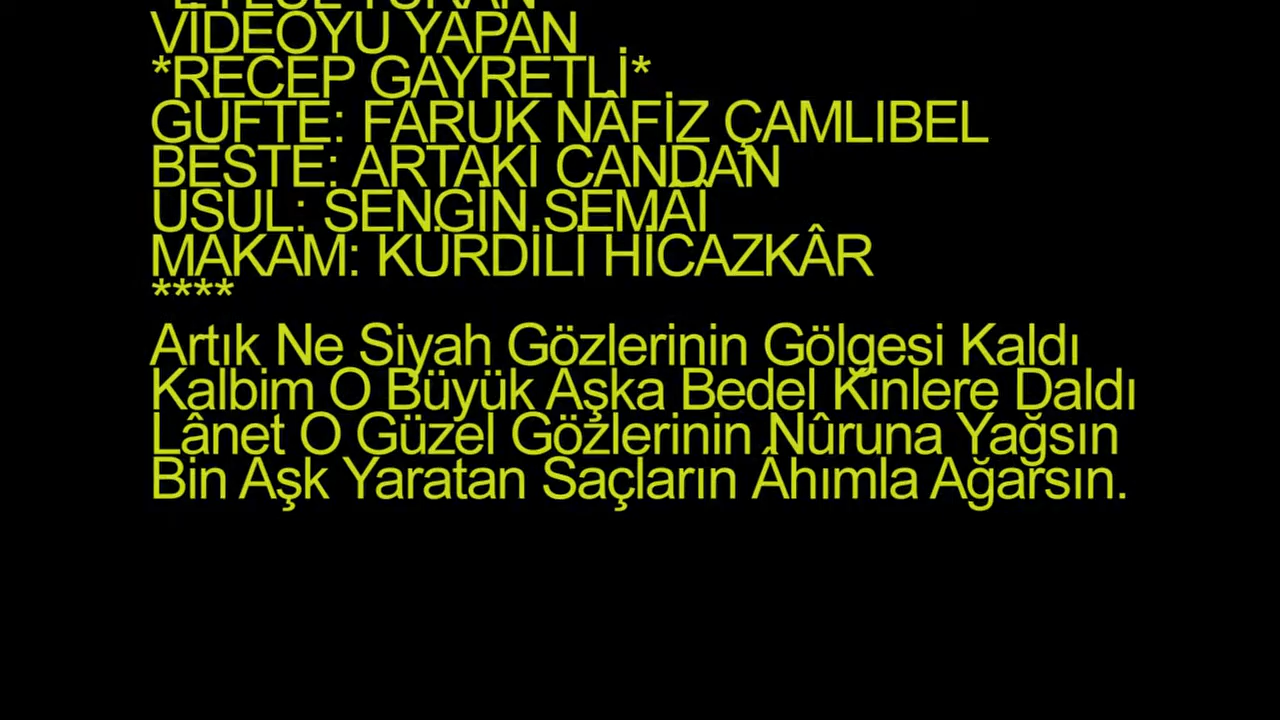 VİDEOYU YAPAN
*RECEP GAYRETLİ*
GÜFTE: FARUK NÂFİZ ÇAMLIBEL
BESTE: ARTAKİ CANDAN
USUL: SENGİN SEMÂÎ
MAKAM: KÜRDİLİ HİCAZKÂR
****
Artık Ne Siyah Gözlerinin Gölgesi Kaldı
Kalbim O Büyük Aşka Bedel Kinlere Daldı
Lânet O Güzel Gözlerinin Nûruna Yağsın
Bin Aşk Yaratan Saçların Âhımla Ağarsın.